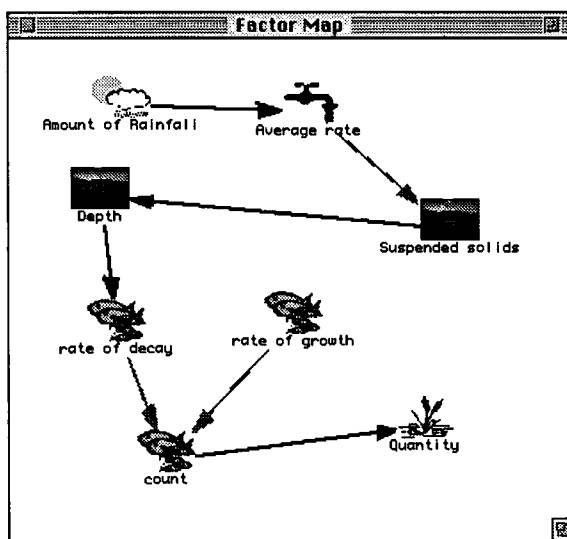 Factor Map
Amount of Rainfall
Average rate
Depth
Suspended solids
rate of decay
rate of growth
count
Quantity